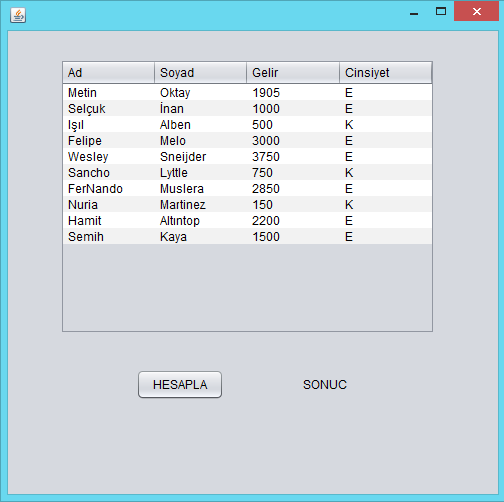 Ad Soyad Gelir Cinsiyet
Metin Oktay 1905 E
Selçuk İnan 1000 E
Işıl Alben 500 K
Felipe Melo 3000 E
Wesley Sneijder 3750 E
Sancho Lyttle 750 K
FerNando Muslera 2850 E
Nuria Martinez 150 K
Hamit Altıntop 2200 E
Semih Kaya 1500 E
HESAPLA SONUC